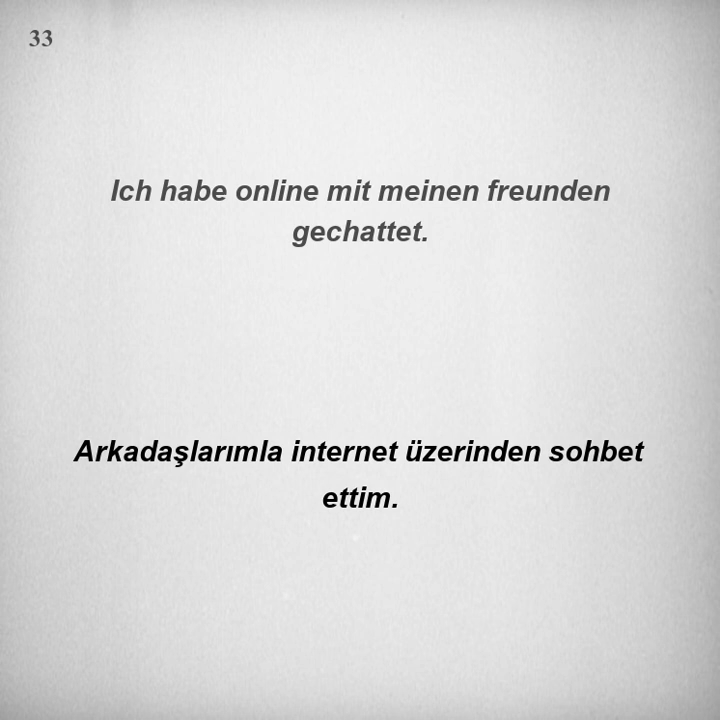 33
Ich habe online mit meinen freunden
gechattet.
Arkadaşlarımla internet üzerinden sohbet
ettim.